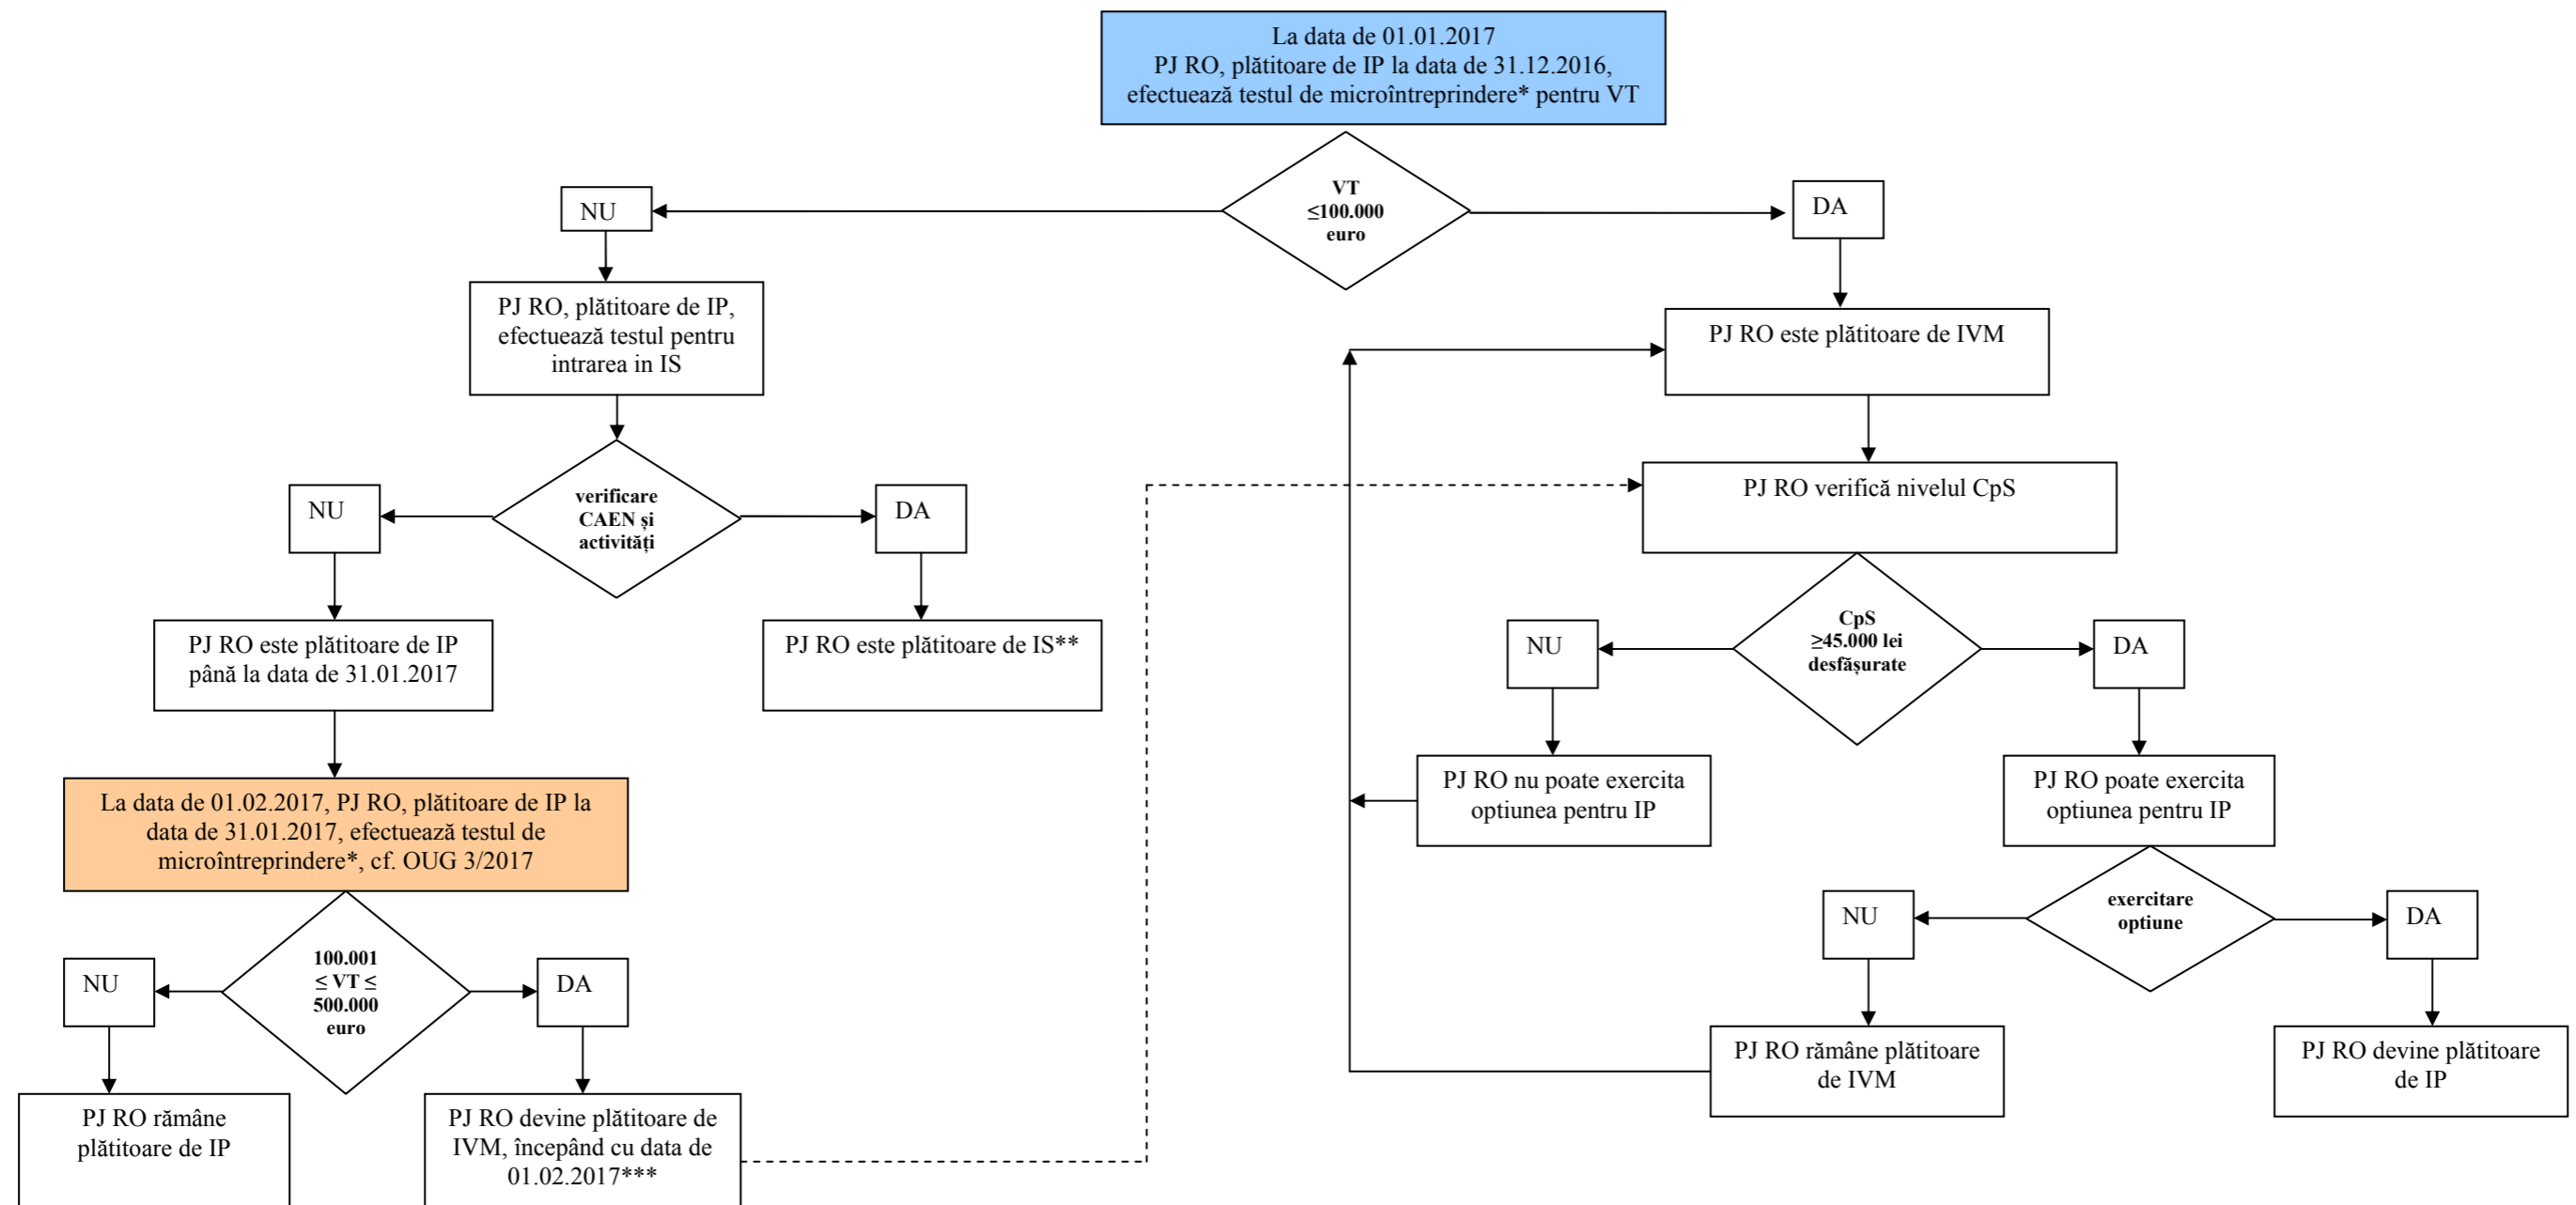 La data de 01.01.2017
PJ RO, plătitoare de IP la data de 31.12.2016,
efectuează testul de microîntreprindere* pentru VT
VT
≤100.000
euro
NU
DA
PJ RO, plătitoare de IP,
efectuează testul pentru
intrarea in IS
PJ RO este plătitoare de IVM
verificare
CAEN și
activități
NU
DA
PJ RO verifică nivelul CpS
PJ RO este plătitoare de IP
până la data de 31.01.2017
PJ RO este plătitoare de IS**
CpS
≥45.000 lei
desfășurate
NU
DA
PJ RO nu poate exercita
optiunea pentru IP
PJ RO poate exercita
optiunea pentru IP
La data de 01.02.2017, PJ RO, plătitoare de IP la
data de 31.01.2017, efectuează testul de
microîntreprindere*, cf. OUG 3/2017
exercitare
optiune
NU
DA
100.001
≤ VT ≤
500.000
euro
NU
DA
PJ RO rămâne plătitoare
de IVM
PJ RO devine plătitoare
de IP
PJ RO rămâne
plătitoare de IP
PJ RO devine plătitoare de
IVM, începând cu data de
01.02.2017***